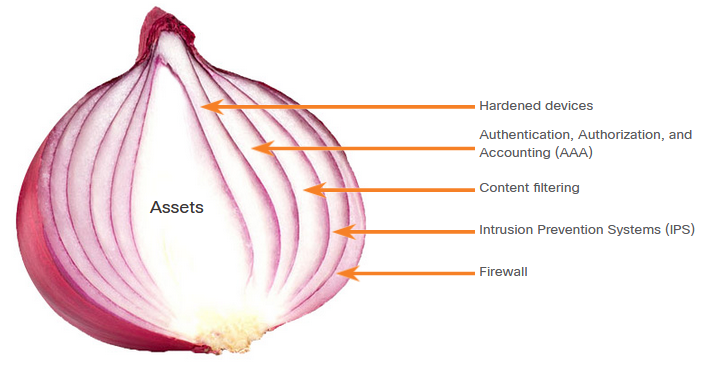 Hardened devices
Authentication, Authorization, and
Accounting (AAA)
Content filtering
Assets
Intrusion Prevention Systems (IPS)
Firewall